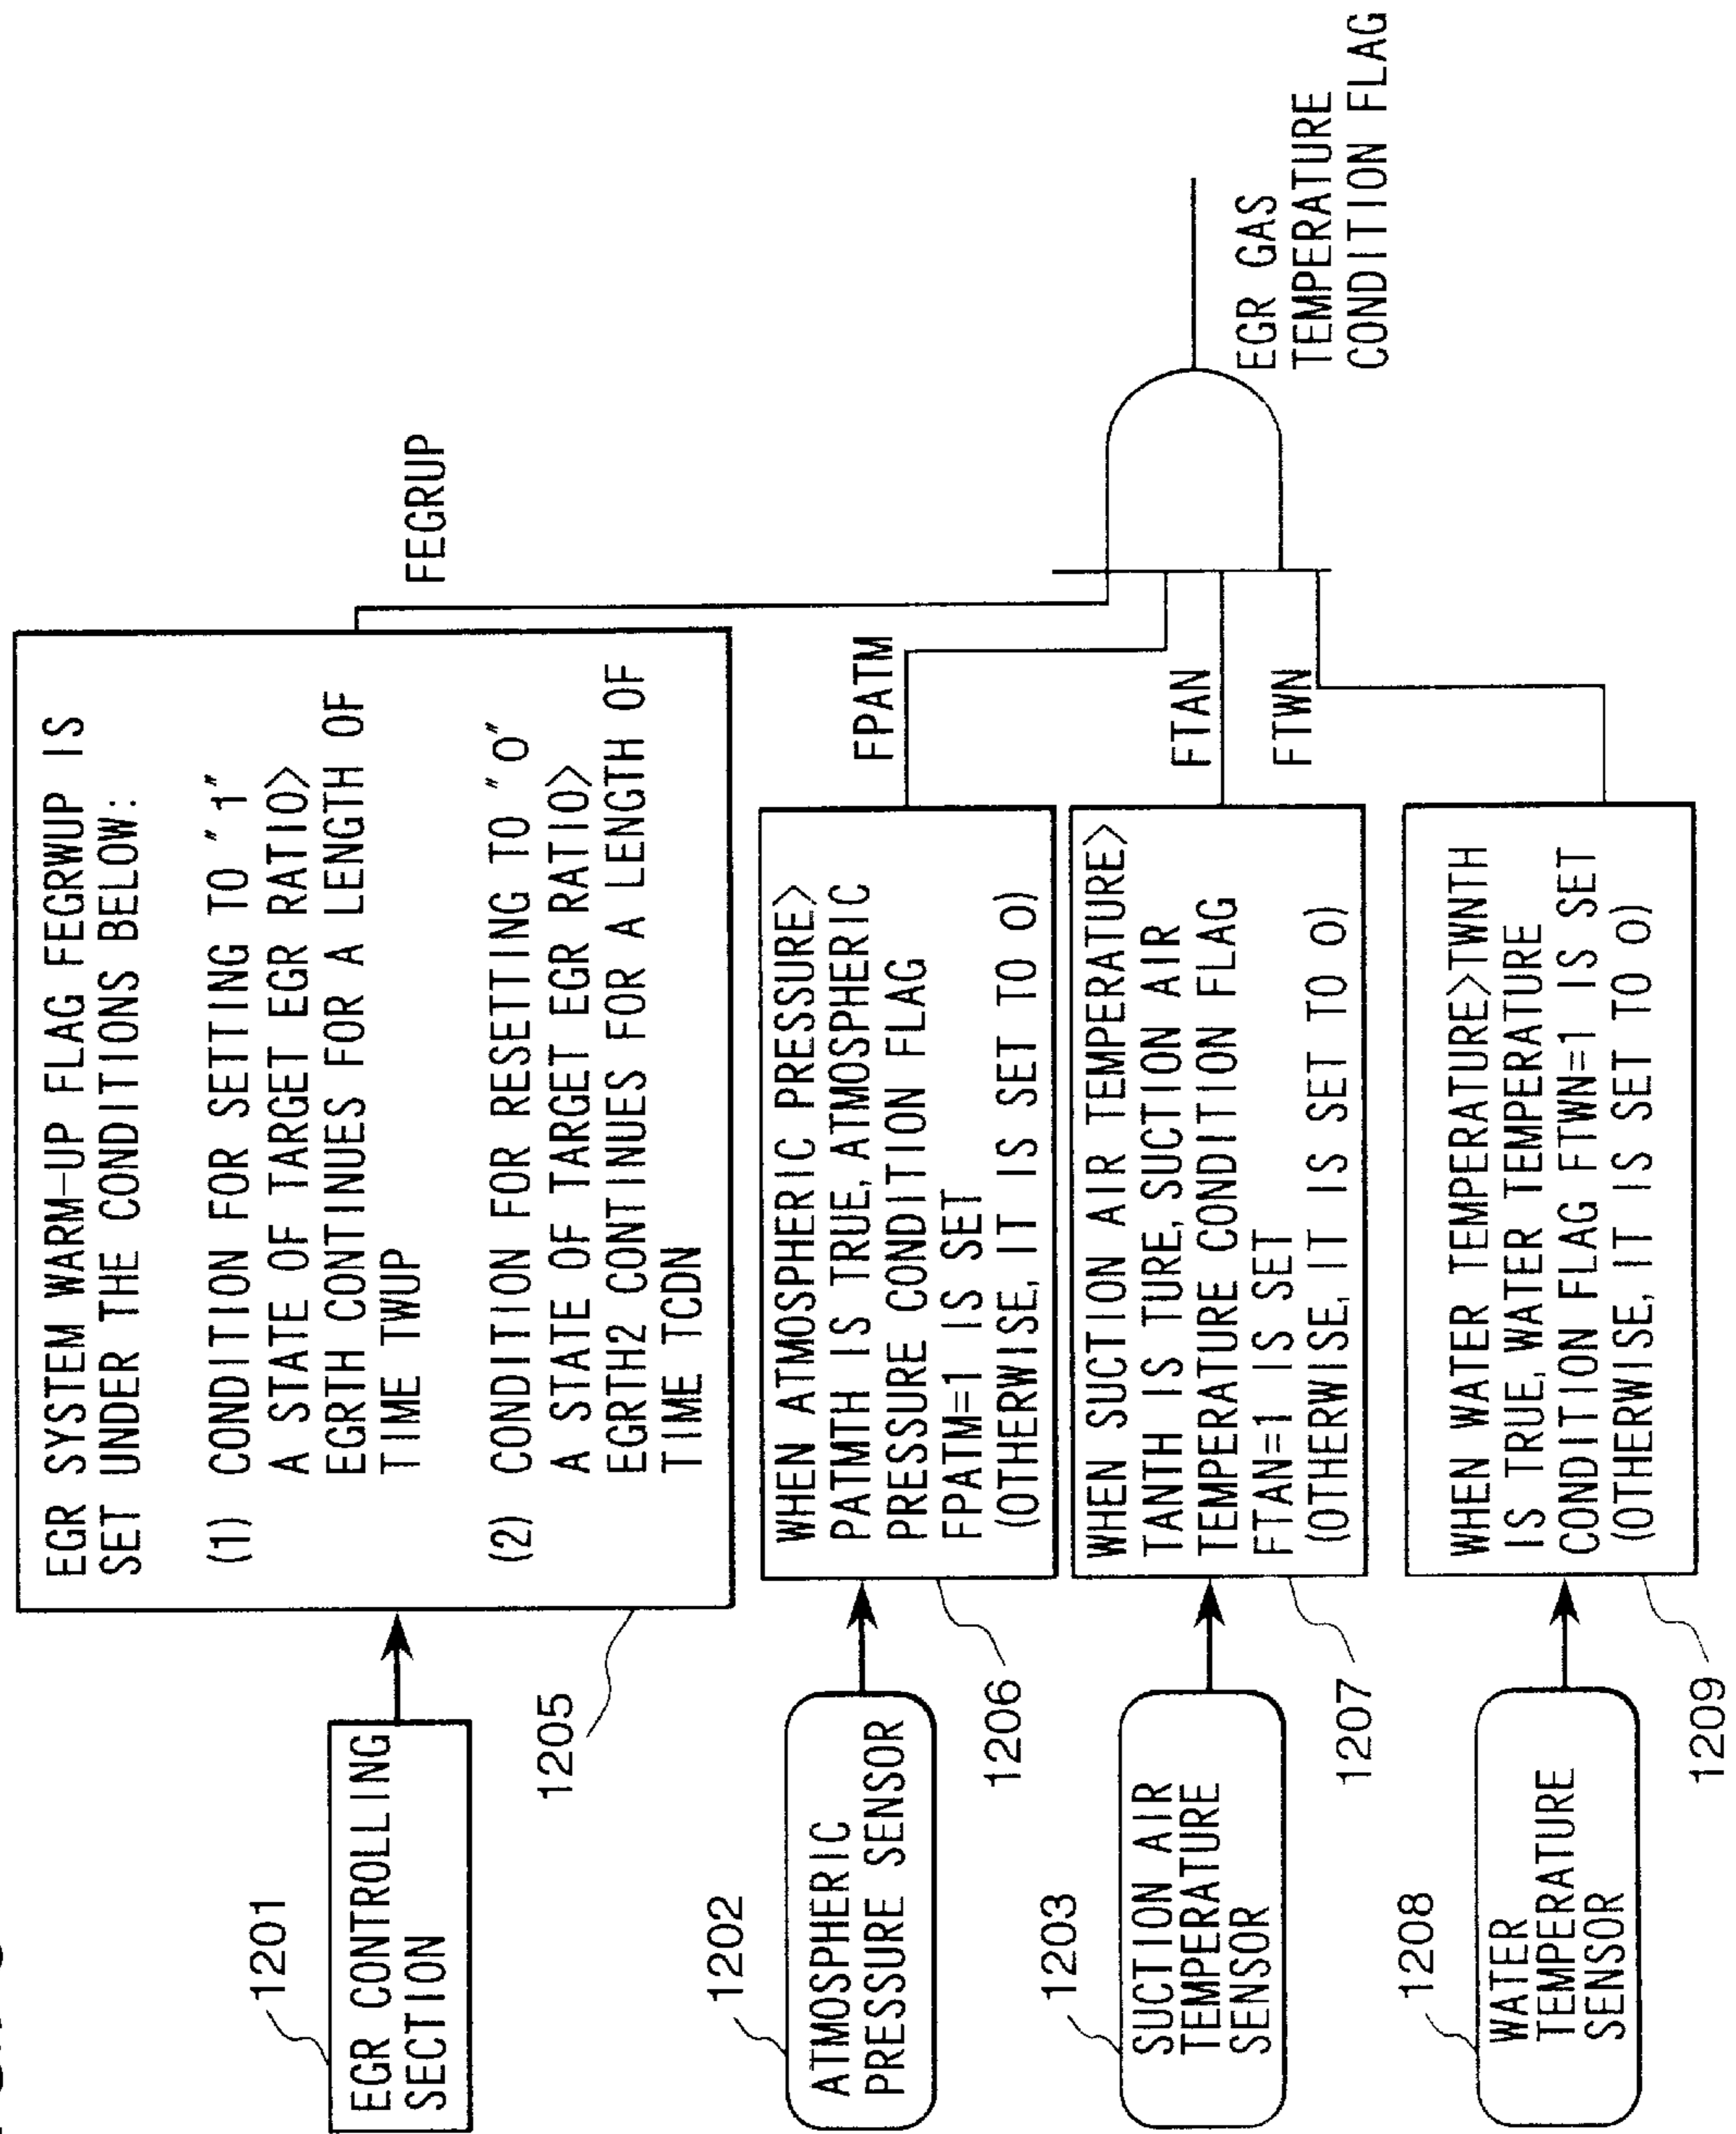 1201
EGR CONTROLLING
SECTION
EGR SYSTEM WARM-UP FLAG FEGRWUP IS
SET UNDER THE CONDITIONS BELOW:
(1) CONDITION FOR SETTING TO "1"
A STATE OF TARGET EGR RATIO>
EGRTH CONTINUES FOR A LENGTH OF
TIME TWUP
(2) CONDITION FOR RESETTING TO "0"
A STATE OF TARGET EGR RATIO>
EGRTH2 CONTINUES FOR A LENGTH OF
TIME TCDN
1205
FEGRUP
1202
ATMOSPHERIC
PRESSURE SENSOR
WHEN ATMOSPHERIC PRESSURE>
PATMTH IS TRUE, ATMOSPHERIC
PRESSURE CONDITION FLAG
FPATM=1 IS SET
(OTHERWISE, IT IS SET TO 0)
1206
FPATM
1203
SUCTION AIR
TEMPERATURE
SENSOR
WHEN SUCTION AIR TEMPERATURE>
TANTH IS TURE, SUCTION AIR
TEMPERATURE CONDITION FLAG
FTAN=1 IS SET
(OTHERWISE, IT IS SET TO 0)
1207
FTAN
1208
WATER
TEMPERATURE
SENSOR
WHEN WATER TEMPERATURE>TWNTH
IS TRUE, WATER TEMPERATURE
CONDITION FLAG FTWN=1 IS SET
(OTHERWISE, IT IS SET TO 0)
1209
FTWN
EGR GAS
TEMPERATURE
CONDITION FLAG